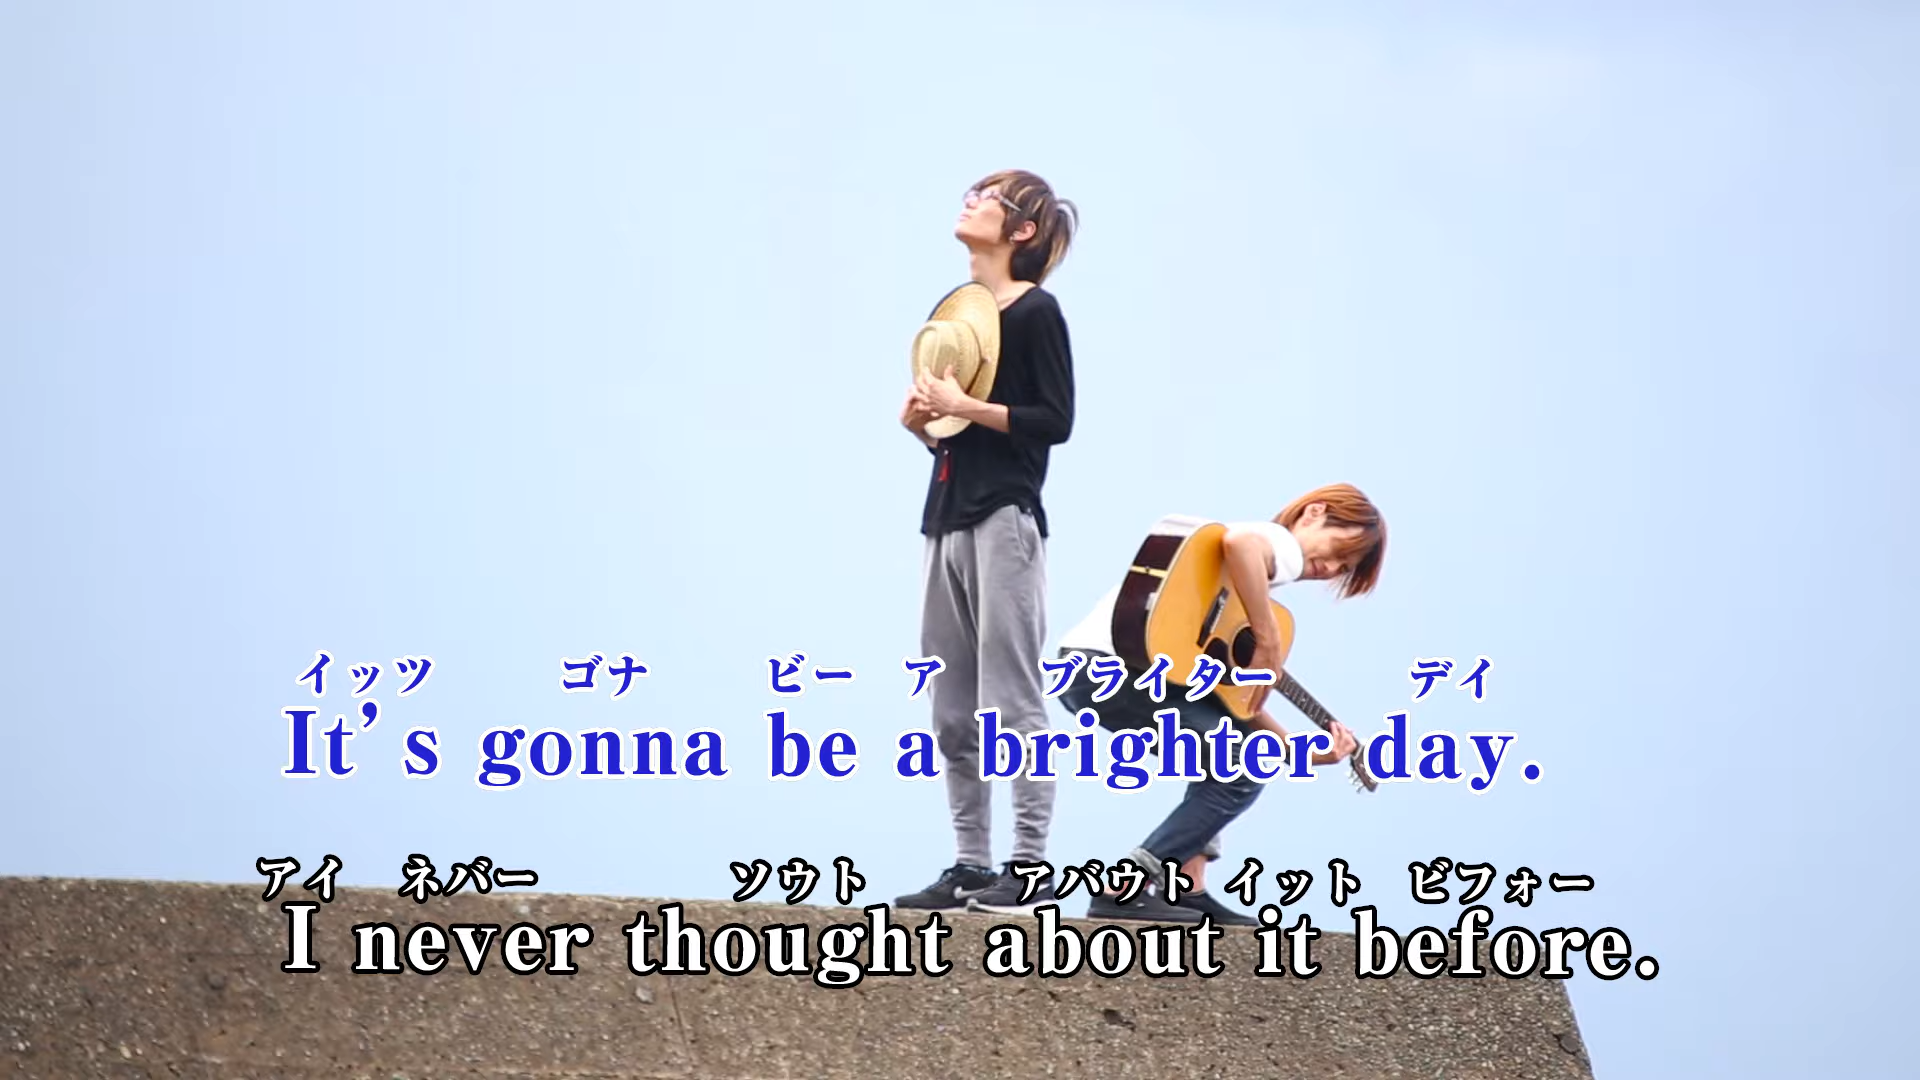 イッツ ゴナ ビー ア ブライター デイ
It's gonna be a brighter day.
アイ ネバー ソウト アバウト イット ビフォー
I never thought about it before.